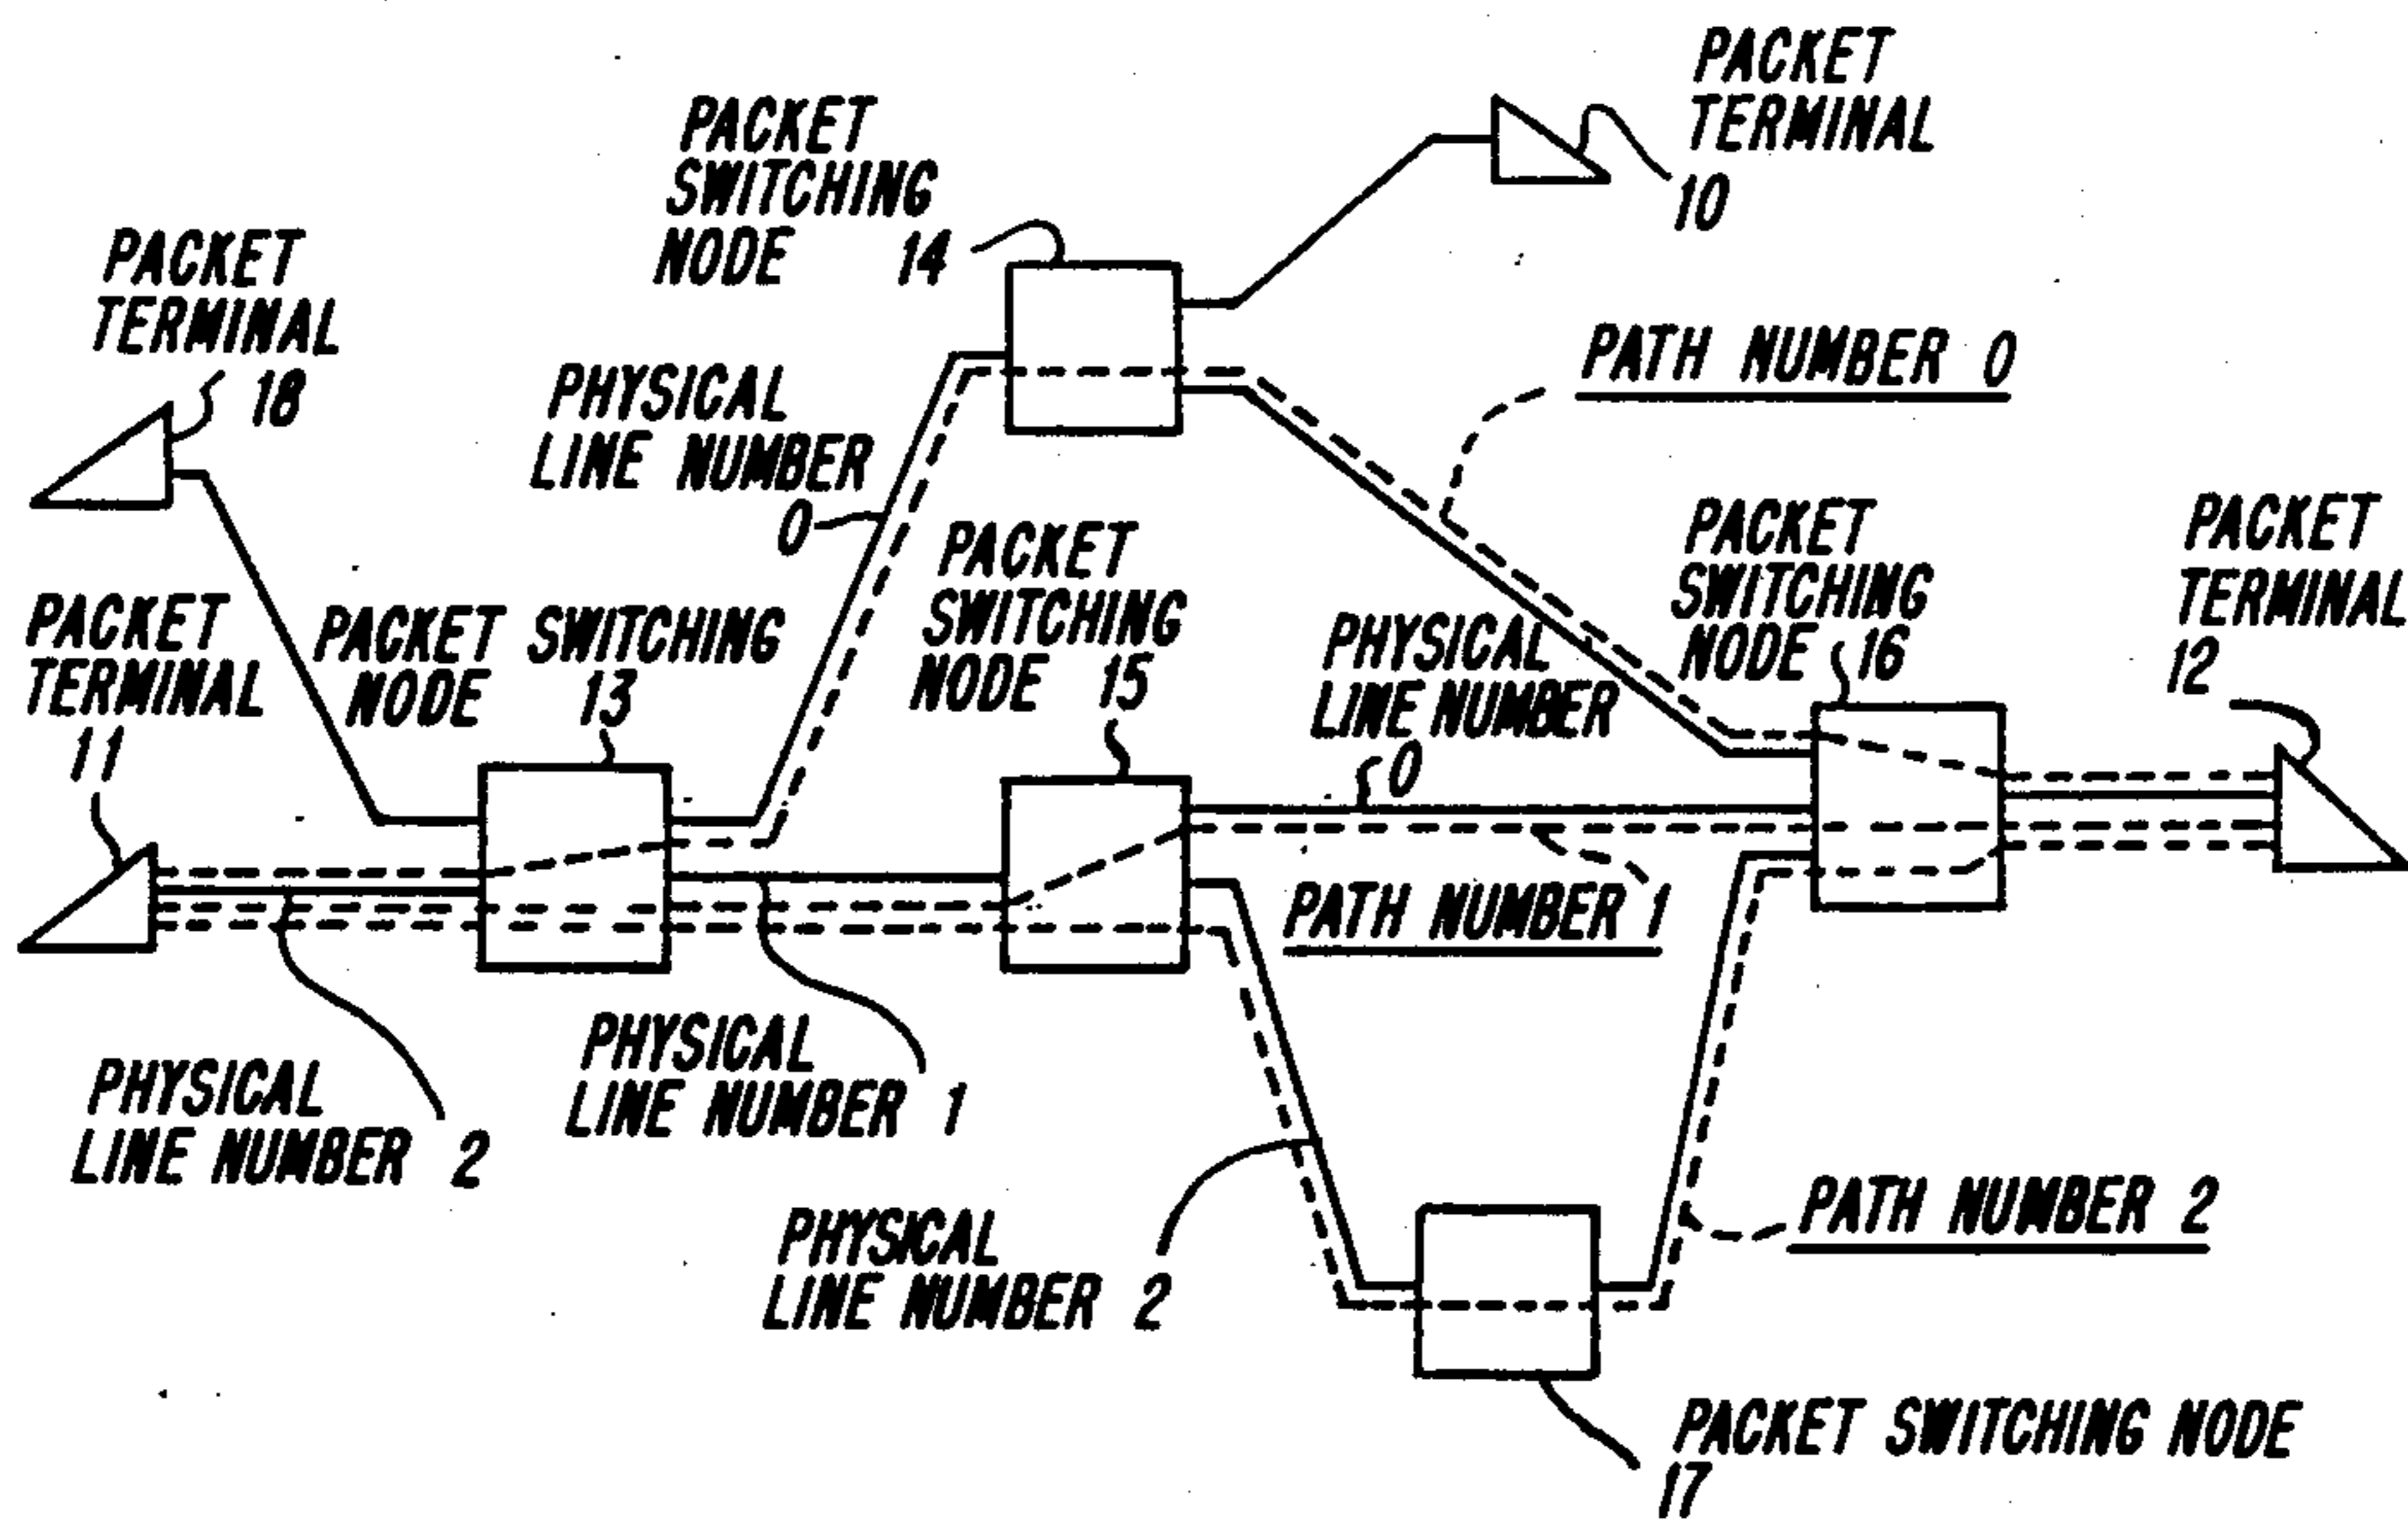 PACKET
TERMINAL
10
PACKET
SWITCHING
NODE 14
PACKET
TERMINAL
18
PATH NUMBER 0
PHYSICAL
LINE NUMBER
0
PACKET
SWITCHING
NODE 16
PACKET
TERMINAL
12
PACKET
SWITCHING
NODE 15
PACKET
TERMINAL
11
PACKET SWITCHING
NODE 13
PHYSICAL
LINE NUMBER
0
PATH NUMBER 1
PHYSICAL
LINE NUMBER 2
PHYSICAL
LINE NUMBER 1
PHYSICAL
LINE NUMBER 2
PATH NUMBER 2
PACKET SWITCHING NODE
17